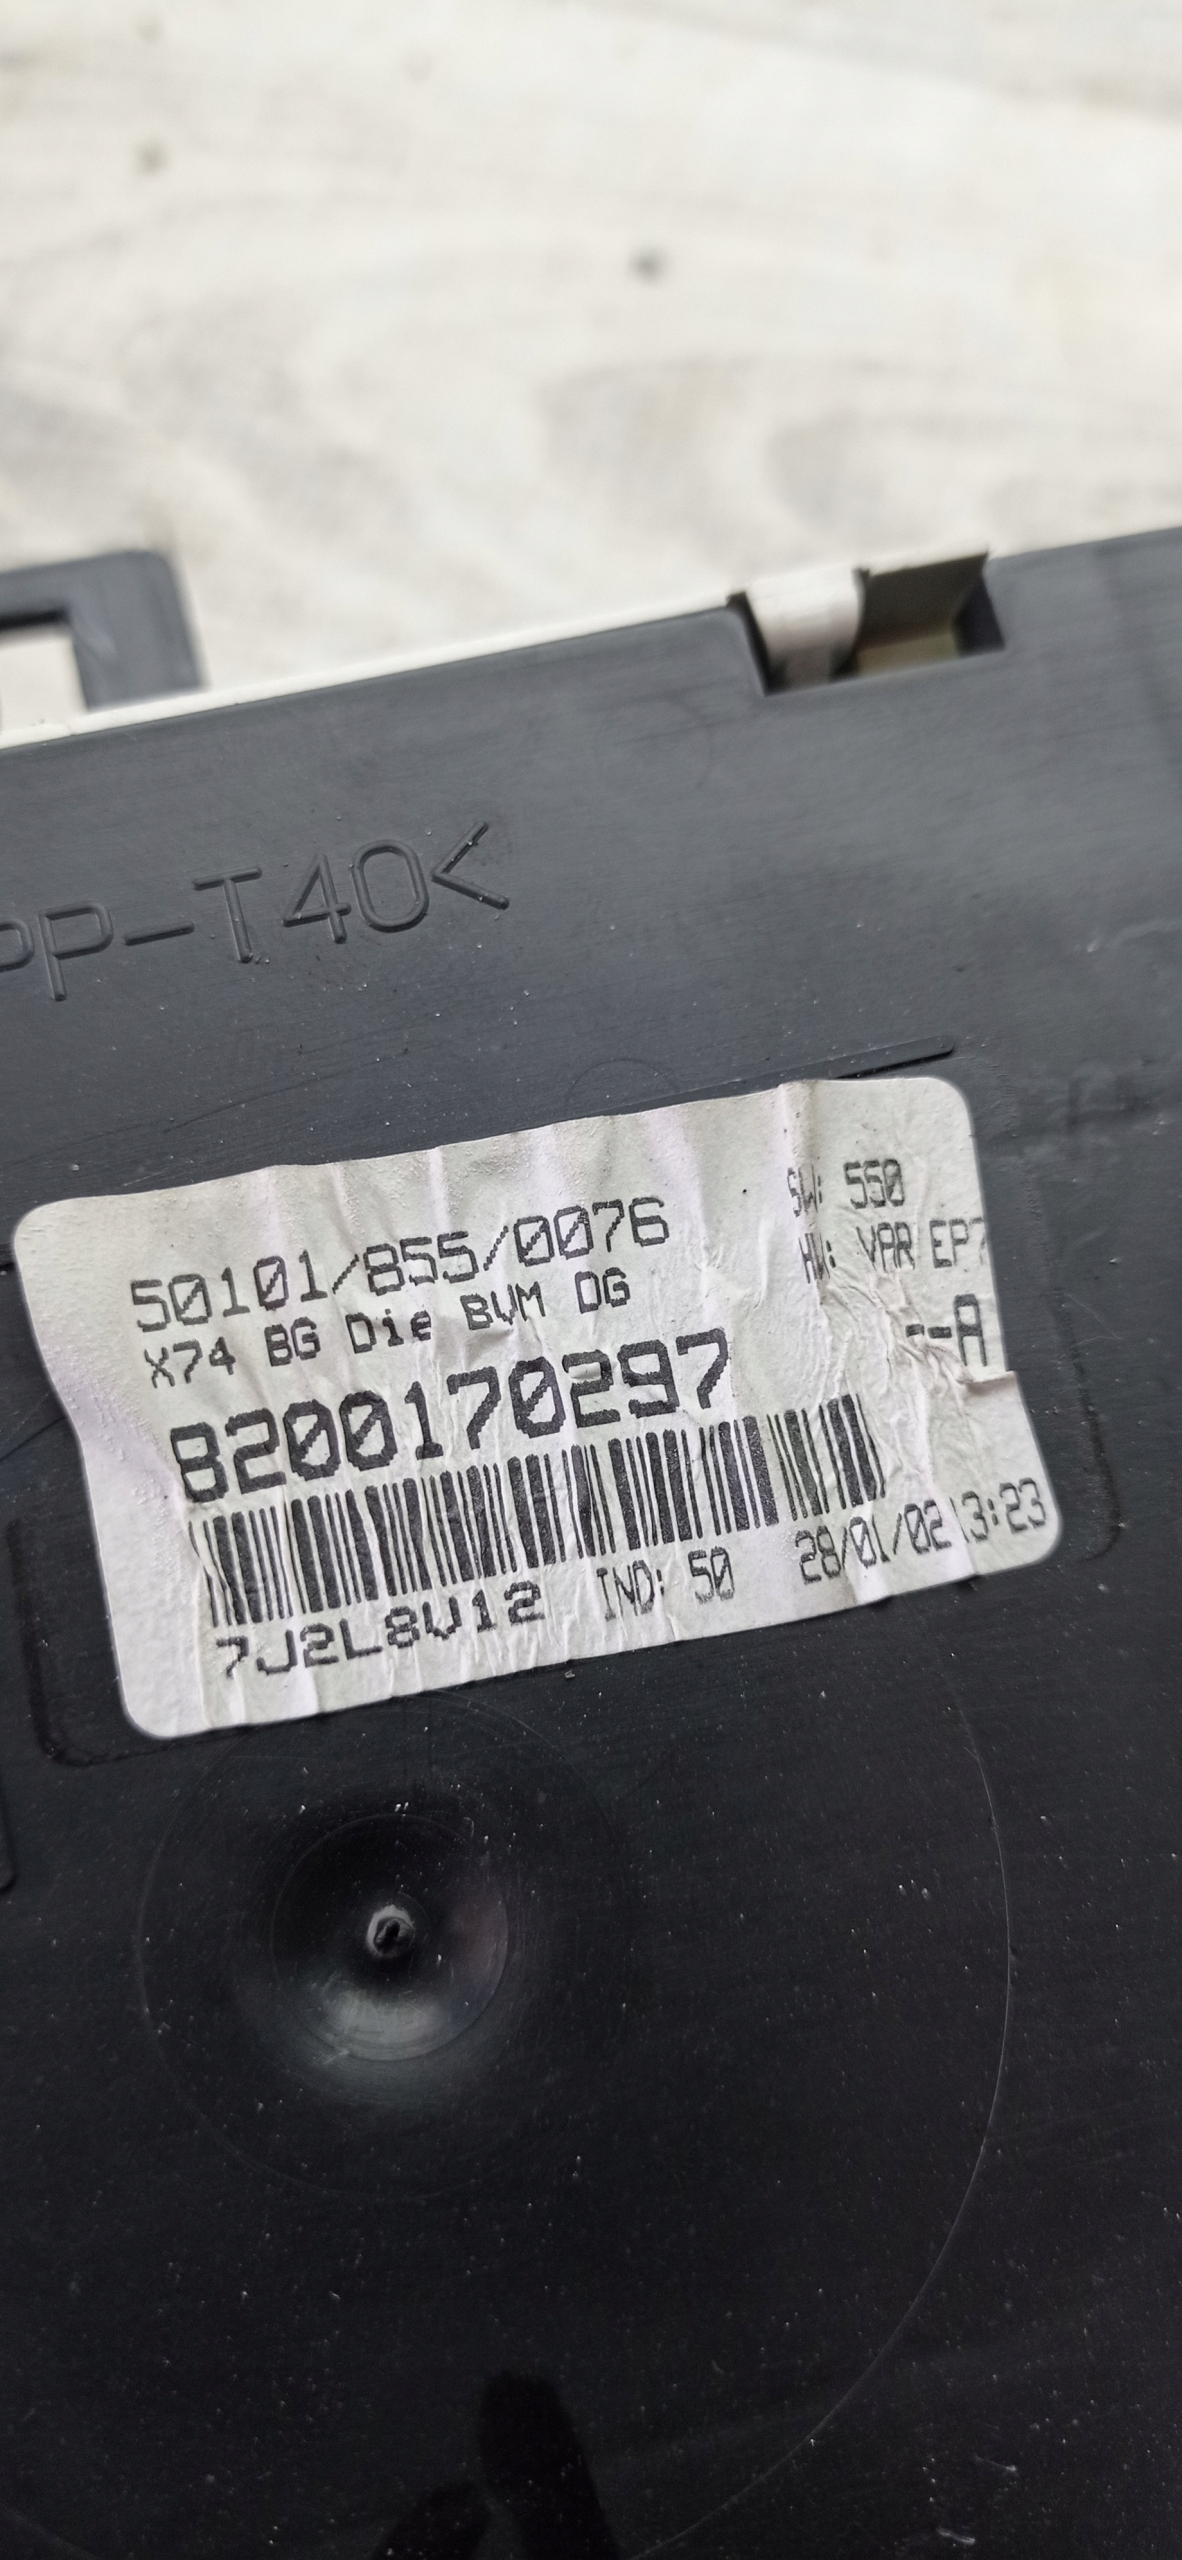 PP-T40<
50101/855/0076
SW: 550
X74 BG Die BVM DG
HW: VAR EP7
8200170297
--A
7J2L8V12
IND: 50
28/01/02 13:23